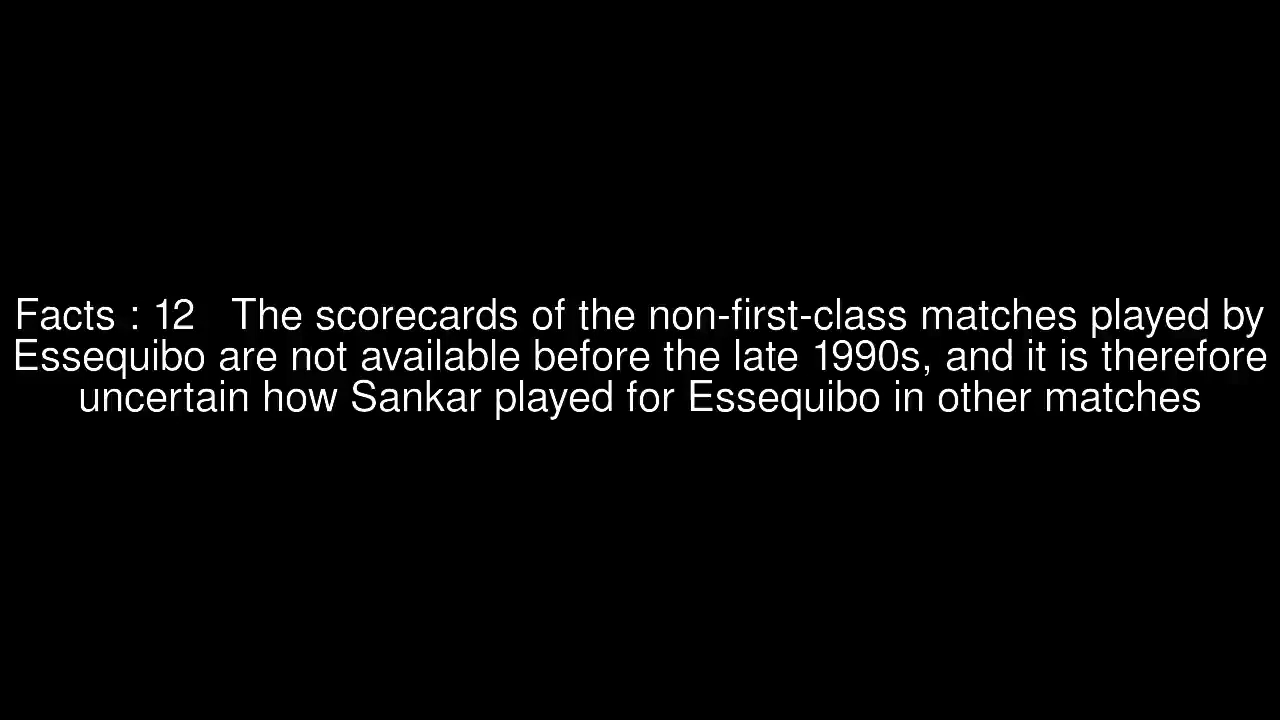 Facts : 12   The scorecards of the non-first-class matches played by
Essequibo are not available before the late 1990s, and it is therefore
uncertain how Sankar played for Essequibo in other matches